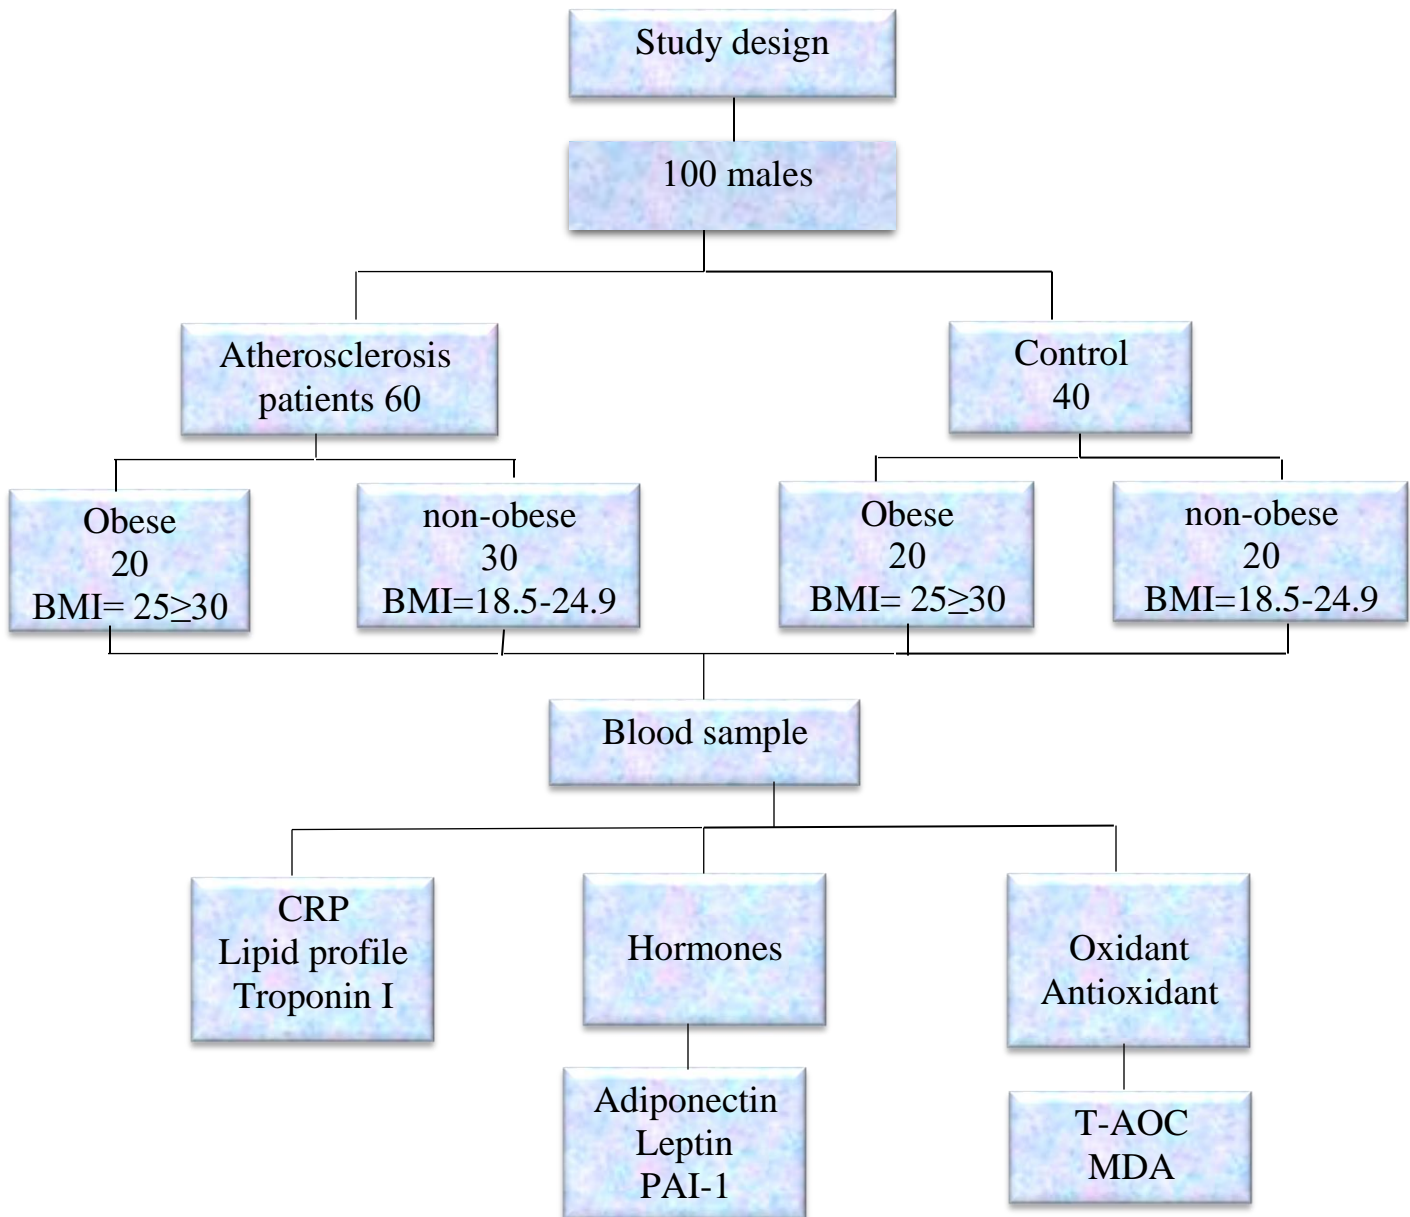 Study design
100 males
Atherosclerosis
patients 60
Control
40
Obese
20
BMI= 25≥30
non-obese
30
BMI=18.5-24.9
Obese
20
BMI= 25≥30
non-obese
20
BMI=18.5-24.9
Blood sample
CRP
Lipid profile
Troponin I
Hormones
Oxidant
Antioxidant
Adiponectin
Leptin
PAI-1
T-AOC
MDA